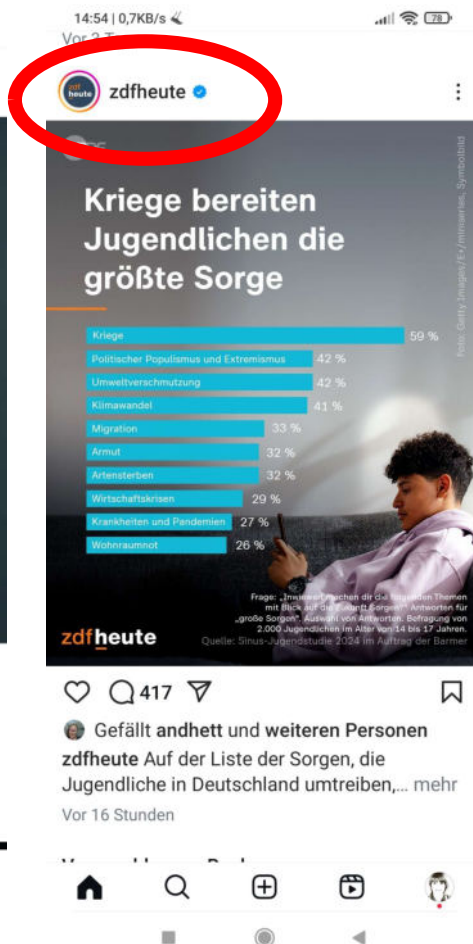 14:54 | 0,7KB/s
78
zdf
heute
zdfheute
Kriege bereiten
Jugendlichen die
größte Sorge
Kriege 59 %
Politischer Populismus und Extremismus 42 %
Umweltverschmutzung 42 %
Klimawandel 41 %
Migration 33 %
Armut 32 %
Artensterben 32 %
Wirtschaftskrisen 29 %
Krankheiten und Pandemien 27 %
Wohnraumnot 26 %
Foto: Getty Images/E+/miniseries, Symbolbild
Frage: „Inwieweit machen dir die folgenden Themen
mit Blick auf die Zukunft Sorgen?“ Antworten für
„große Sorgen“. Auswahl von Antworten. Befragung von
2.000 Jugendlichen im Alter von 14 bis 17 Jahren.
Quelle: Sinus-Jugendstudie 2024 im Auftrag der Barmer
zdfheute
417
Gefällt andhett und weiteren Personen
zdfheute Auf der Liste der Sorgen, die
Jugendliche in Deutschland umtreiben,... mehr
Vor 16 Stunden